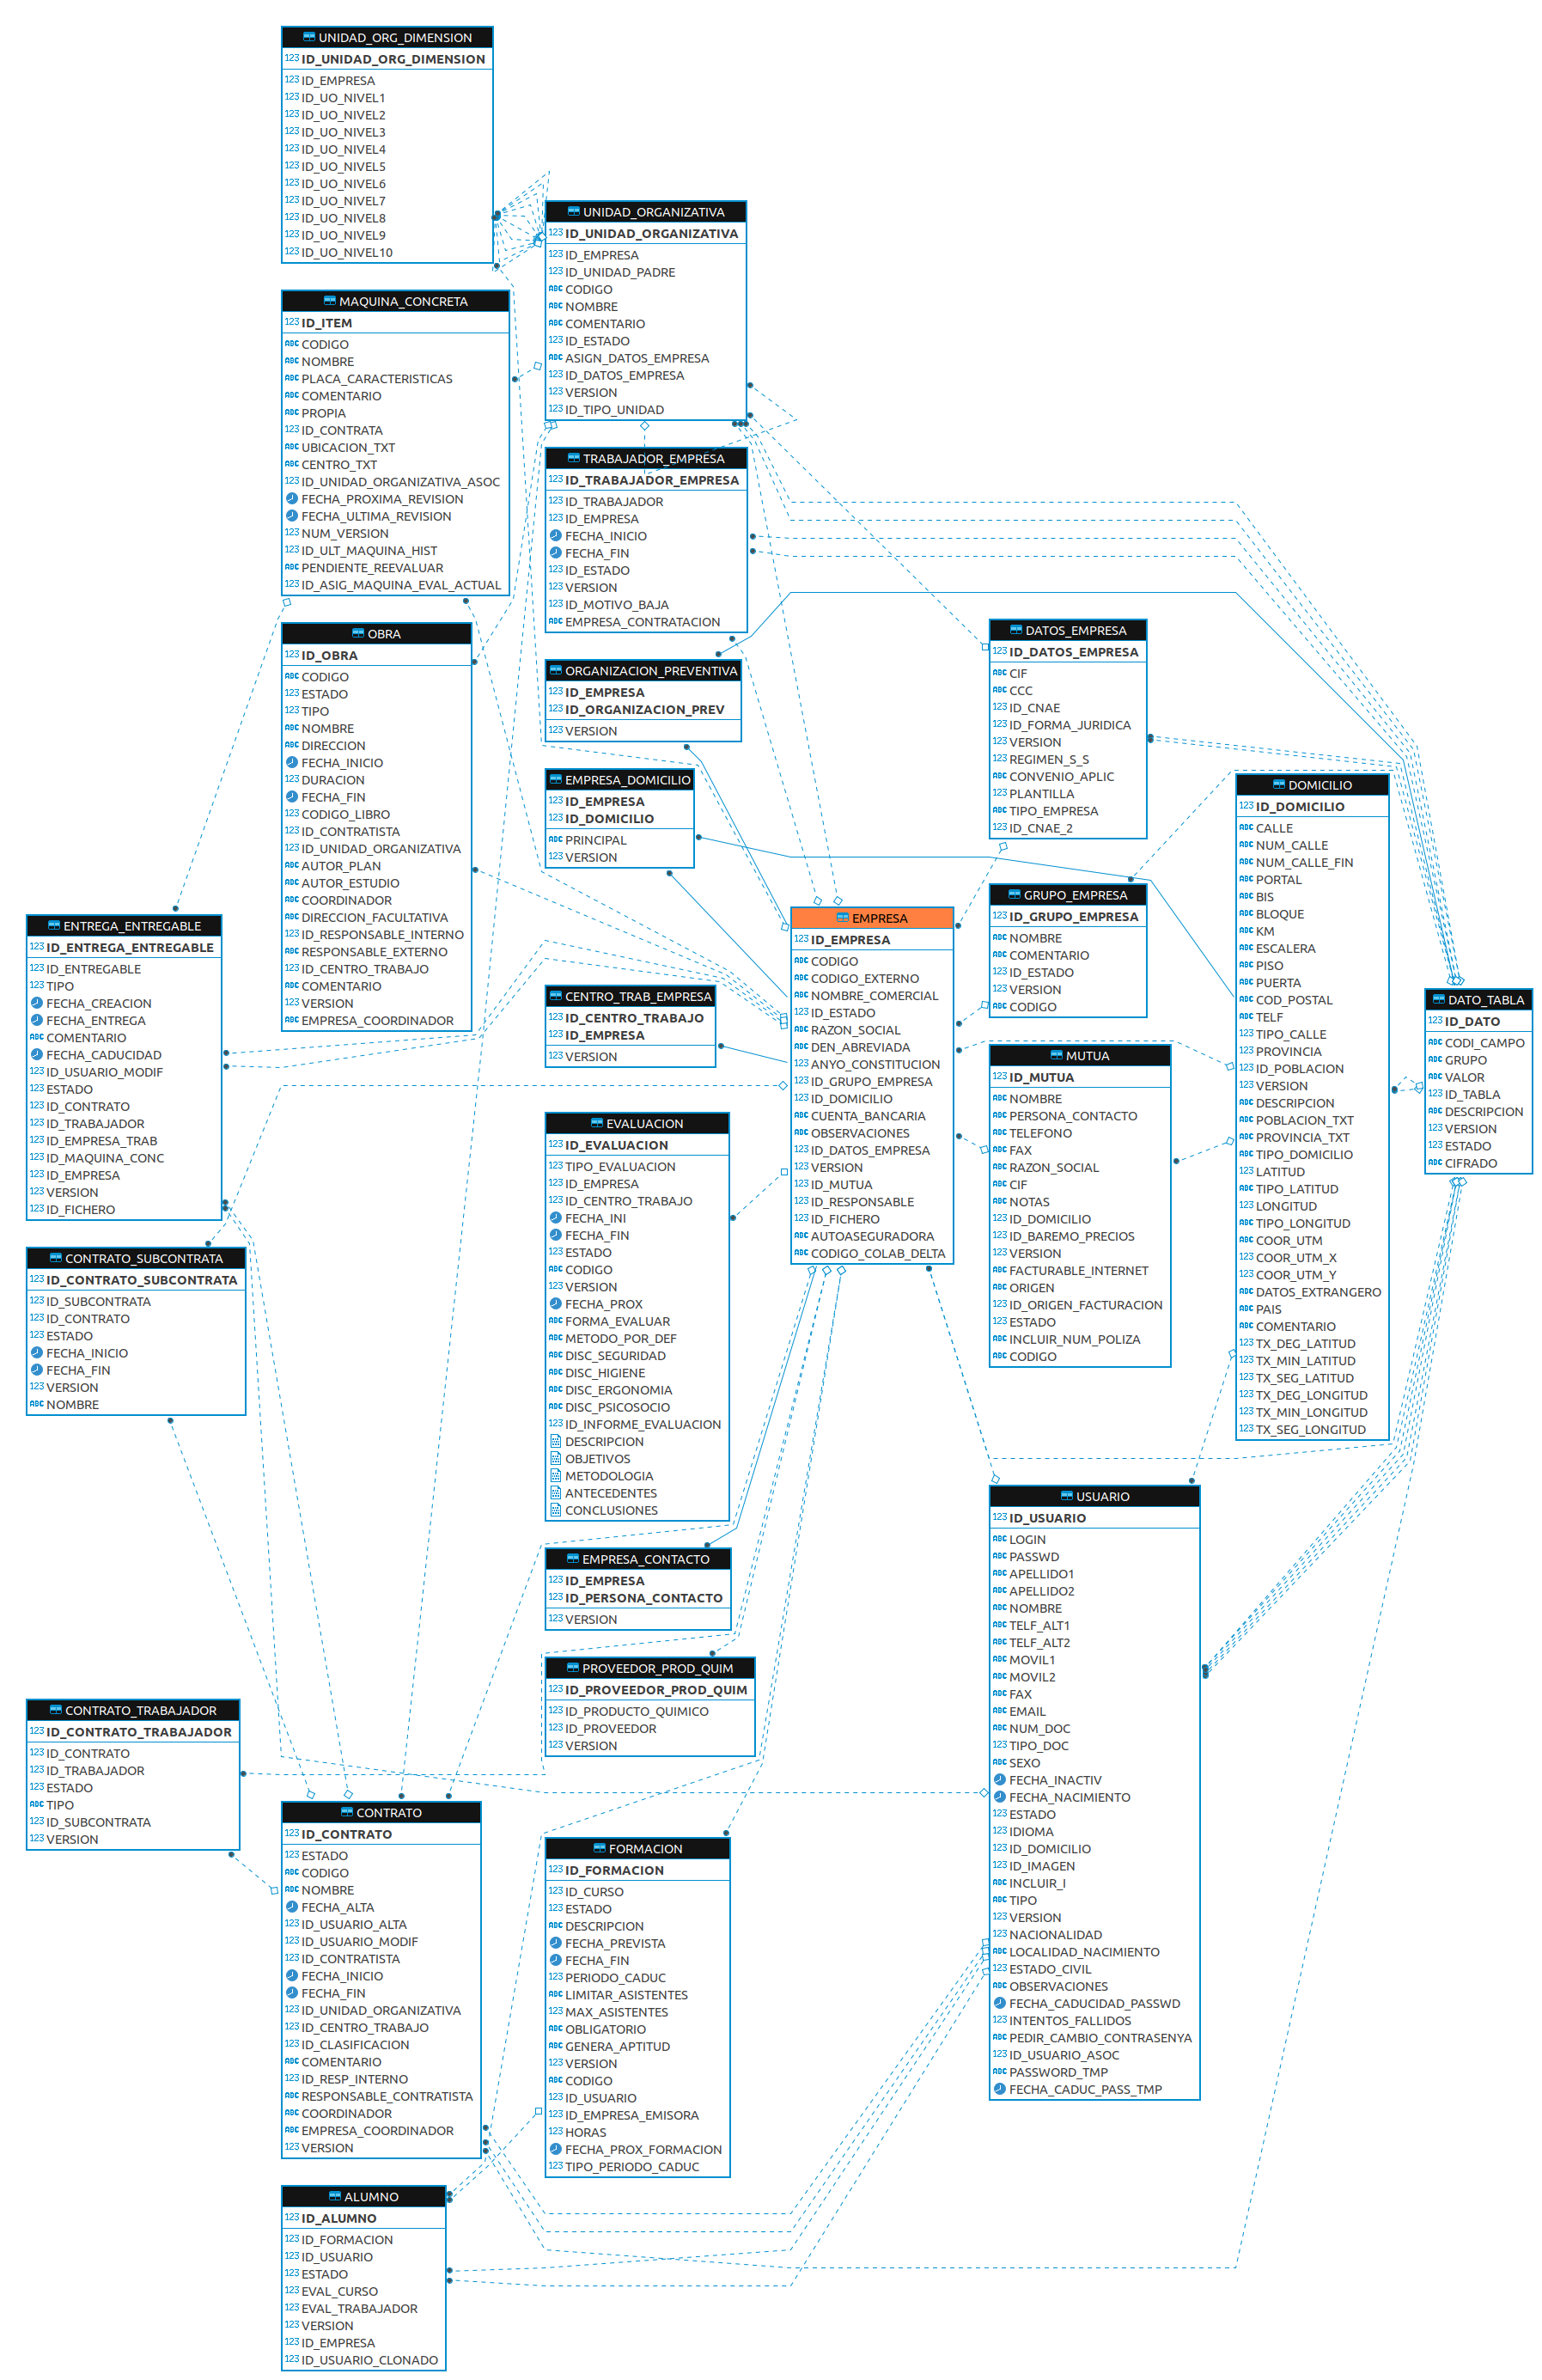 UNIDAD_ORG_DIMENSION
123 ID_UNIDAD_ORG_DIMENSION
123 ID_EMPRESA
123 ID_UO_NIVEL1
123 ID_UO_NIVEL2
123 ID_UO_NIVEL3
123 ID_UO_NIVEL4
123 ID_UO_NIVEL5
123 ID_UO_NIVEL6
123 ID_UO_NIVEL7
123 ID_UO_NIVEL8
123 ID_UO_NIVEL9
123 ID_UO_NIVEL10
UNIDAD_ORGANIZATIVA
123 ID_UNIDAD_ORGANIZATIVA
123 ID_EMPRESA
123 ID_UNIDAD_PADRE
ABC CODIGO
ABC NOMBRE
ABC COMENTARIO
123 ID_ESTADO
ABC ASIGN_DATOS_EMPRESA
123 ID_DATOS_EMPRESA
123 VERSION
123 ID_TIPO_UNIDAD
MAQUINA_CONCRETA
123 ID_ITEM
ABC CODIGO
ABC NOMBRE
ABC PLACA_CARACTERISTICAS
ABC COMENTARIO
ABC PROPIA
123 ID_CONTRATA
ABC UBICACION_TXT
ABC CENTRO_TXT
123 ID_UNIDAD_ORGANIZATIVA_ASOC
FECHA_PROXIMA_REVISION
FECHA_ULTIMA_REVISION
123 NUM_VERSION
123 ID_ULT_MAQUINA_HIST
ABC PENDIENTE_REEVALUAR
123 ID_ASIG_MAQUINA_EVAL_ACTUAL
TRABAJADOR_EMPRESA
123 ID_TRABAJADOR_EMPRESA
123 ID_TRABAJADOR
123 ID_EMPRESA
FECHA_INICIO
FECHA_FIN
123 ID_ESTADO
123 VERSION
123 ID_MOTIVO_BAJA
ABC EMPRESA_CONTRATACION
OBRA
123 ID_OBRA
ABC CODIGO
123 ESTADO
123 TIPO
ABC NOMBRE
ABC DIRECCION
FECHA_INICIO
123 DURACION
FECHA_FIN
ABC CODIGO_LIBRO
123 ID_CONTRATISTA
123 ID_UNIDAD_ORGANIZATIVA
ABC AUTOR_PLAN
ABC AUTOR_ESTUDIO
ABC COORDINADOR
ABC DIRECCION_FACULTATIVA
123 ID_RESPONSABLE_INTERNO
ABC RESPONSABLE_EXTERNO
123 ID_CENTRO_TRABAJO
ABC COMENTARIO
123 VERSION
ABC EMPRESA_COORDINADOR
ORGANIZACION_PREVENTIVA
123 ID_EMPRESA
123 ID_ORGANIZACION_PREV
123 VERSION
EMPRESA_DOMICILIO
123 ID_EMPRESA
123 ID_DOMICILIO
ABC PRINCIPAL
123 VERSION
DATOS_EMPRESA
123 ID_DATOS_EMPRESA
ABC CIF
ABC CCC
123 ID_CNAE
123 ID_FORMA_JURIDICA
123 VERSION
ABC REGIMEN_S_S
ABC CONVENIO_APLIC
123 PLANTILLA
ABC TIPO_EMPRESA
123 ID_CNAE_2
DOMICILIO
123 ID_DOMICILIO
ABC CALLE
ABC NUM_CALLE
ABC NUM_CALLE_FIN
ABC PORTAL
ABC BIS
ABC BLOQUE
ABC KM
ABC ESCALERA
ABC PISO
ABC PUERTA
ABC COD_POSTAL
ABC TELF
123 TIPO_CALLE
123 PROVINCIA
123 ID_POBLACION
123 VERSION
ABC DESCRIPCION
ABC POBLACION_TXT
ABC PROVINCIA_TXT
123 TIPO_DOMICILIO
123 LATITUD
ABC TIPO_LATITUD
123 LONGITUD
ABC TIPO_LONGITUD
ABC COOR_UTM
ABC COOR_UTM_X
ABC COOR_UTM_Y
ABC DATOS_EXTRANGERO
ABC PAIS
ABC COMENTARIO
123 TX_DEG_LATITUD
123 TX_MIN_LATITUD
123 TX_SEG_LATITUD
123 TX_DEG_LONGITUD
123 TX_MIN_LONGITUD
123 TX_SEG_LONGITUD
GRUPO_EMPRESA
123 ID_GRUPO_EMPRESA
ABC NOMBRE
ABC COMENTARIO
123 ID_ESTADO
123 VERSION
ABC CODIGO
EMPRESA
123 ID_EMPRESA
ABC CODIGO
ABC CODIGO_EXTERNO
ABC NOMBRE_COMERCIAL
123 ID_ESTADO
ABC RAZON_SOCIAL
ABC DEN_ABREVIADA
ABC ANYO_CONSTITUCION
123 ID_GRUPO_EMPRESA
123 ID_DOMICILIO
ABC CUENTA_BANCARIA
ABC OBSERVACIONES
123 ID_DATOS_EMPRESA
123 VERSION
123 ID_MUTUA
123 ID_RESPONSABLE
123 ID_FICHERO
ABC AUTOASEGURADORA
ABC CODIGO_COLAB_DELTA
ENTREGA_ENTREGABLE
123 ID_ENTREGA_ENTREGABLE
123 ID_ENTREGABLE
123 TIPO
FECHA_CREACION
FECHA_ENTREGA
ABC COMENTARIO
FECHA_CADUCIDAD
123 ID_USUARIO_MODIF
123 ESTADO
123 ID_CONTRATO
123 ID_TRABAJADOR
123 ID_EMPRESA_TRAB
123 ID_MAQUINA_CONC
123 ID_EMPRESA
123 VERSION
123 ID_FICHERO
CENTRO_TRAB_EMPRESA
123 ID_CENTRO_TRABAJO
123 ID_EMPRESA
123 VERSION
DATO_TABLA
123 ID_DATO
ABC CODI_CAMPO
ABC GRUPO
ABC VALOR
123 ID_TABLA
ABC DESCRIPCION
123 VERSION
123 ESTADO
ABC CIFRADO
MUTUA
123 ID_MUTUA
ABC NOMBRE
ABC PERSONA_CONTACTO
ABC TELEFONO
ABC FAX
ABC RAZON_SOCIAL
ABC CIF
ABC NOTAS
123 ID_DOMICILIO
123 ID_BAREMO_PRECIOS
123 VERSION
ABC FACTURABLE_INTERNET
ABC ORIGEN
123 ID_ORIGEN_FACTURACION
123 ESTADO
ABC INCLUIR_NUM_POLIZA
ABC CODIGO
EVALUACION
123 ID_EVALUACION
123 TIPO_EVALUACION
123 ID_EMPRESA
123 ID_CENTRO_TRABAJO
FECHA_INI
FECHA_FIN
123 ESTADO
ABC CODIGO
123 VERSION
FECHA_PROX
ABC FORMA_EVALUAR
ABC METODO_POR_DEF
ABC DISC_SEGURIDAD
ABC DISC_HIGIENE
ABC DISC_ERGONOMIA
ABC DISC_PSICOSOCIO
123 ID_INFORME_EVALUACION
DESCRIPCION
OBJETIVOS
METODOLOGIA
ANTECEDENTES
CONCLUSIONES
CONTRATO_SUBCONTRATA
123 ID_CONTRATO_SUBCONTRATA
123 ID_SUBCONTRATA
123 ID_CONTRATO
123 ESTADO
FECHA_INICIO
FECHA_FIN
123 VERSION
ABC NOMBRE
USUARIO
123 ID_USUARIO
ABC LOGIN
ABC PASSWD
ABC APELLIDO1
ABC APELLIDO2
ABC NOMBRE
ABC TELF_ALT1
ABC TELF_ALT2
ABC MOVIL1
ABC MOVIL2
ABC FAX
ABC EMAIL
ABC NUM_DOC
123 TIPO_DOC
ABC SEXO
FECHA_INACTIV
FECHA_NACIMIENTO
123 ESTADO
123 IDIOMA
123 ID_DOMICILIO
123 ID_IMAGEN
ABC INCLUIR_I
123 TIPO
123 VERSION
123 NACIONALIDAD
ABC LOCALIDAD_NACIMIENTO
123 ESTADO_CIVIL
ABC OBSERVACIONES
FECHA_CADUCIDAD_PASSWD
123 INTENTOS_FALLIDOS
ABC PEDIR_CAMBIO_CONTRASENYA
123 ID_USUARIO_ASOC
ABC PASSWORD_TMP
FECHA_CADUC_PASS_TMP
EMPRESA_CONTACTO
123 ID_EMPRESA
123 ID_PERSONA_CONTACTO
123 VERSION
PROVEEDOR_PROD_QUIM
123 ID_PROVEEDOR_PROD_QUIM
123 ID_PRODUCTO_QUIMICO
123 ID_PROVEEDOR
123 VERSION
CONTRATO_TRABAJADOR
123 ID_CONTRATO_TRABAJADOR
123 ID_CONTRATO
123 ID_TRABAJADOR
123 ESTADO
ABC TIPO
123 ID_SUBCONTRATA
123 VERSION
CONTRATO
123 ID_CONTRATO
123 ESTADO
ABC CODIGO
ABC NOMBRE
FECHA_ALTA
123 ID_USUARIO_ALTA
123 ID_USUARIO_MODIF
123 ID_CONTRATISTA
FECHA_INICIO
FECHA_FIN
123 ID_UNIDAD_ORGANIZATIVA
123 ID_CENTRO_TRABAJO
123 ID_CLASIFICACION
ABC COMENTARIO
123 ID_RESP_INTERNO
ABC RESPONSABLE_CONTRATISTA
ABC COORDINADOR
ABC EMPRESA_COORDINADOR
123 VERSION
FORMACION
123 ID_FORMACION
123 ID_CURSO
123 ESTADO
ABC DESCRIPCION
FECHA_PREVISTA
FECHA_FIN
123 PERIODO_CADUC
ABC LIMITAR_ASISTENTES
123 MAX_ASISTENTES
ABC OBLIGATORIO
ABC GENERA_APTITUD
123 VERSION
ABC CODIGO
123 ID_USUARIO
123 ID_EMPRESA_EMISORA
123 HORAS
FECHA_PROX_FORMACION
123 TIPO_PERIODO_CADUC
ALUMNO
123 ID_ALUMNO
123 ID_FORMACION
123 ID_USUARIO
123 ESTADO
123 EVAL_CURSO
123 EVAL_TRABAJADOR
123 VERSION
123 ID_EMPRESA
123 ID_USUARIO_CLONADO